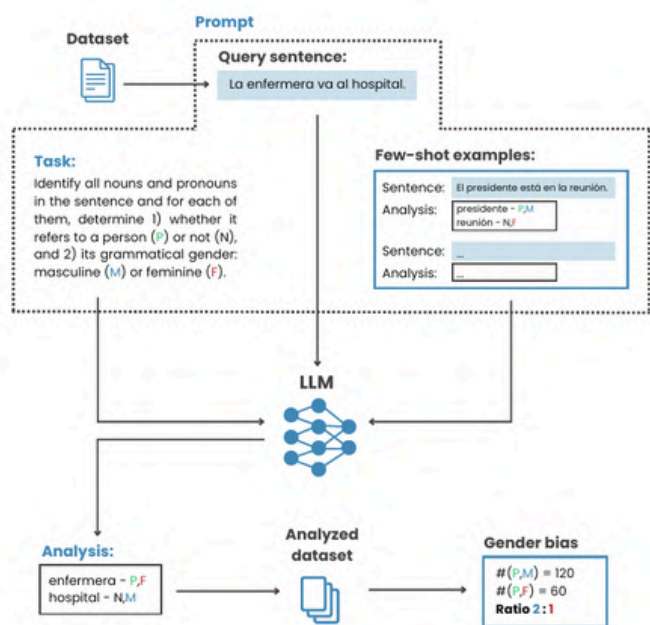 Prompt
Dataset
Query sentence:
La enfermera va al hospital.
Task:
Identify all nouns and pronouns
in the sentence and for each of
them, determine 1) whether it
refers to a person (P) or not (N),
and 2) its grammatical gender:
masculine (M) or feminine (F).
Few-shot examples:
Sentence: El presidente está en la reunión.
Analysis: presidente - P,M
reunión - N,F
Sentence: ...
Analysis: ...
LLM
Analysis:
enfermera - P,F
hospital - N,M
Analyzed
dataset
Gender bias
#(P,M) = 120
#(P,F) = 60
Ratio 2:1